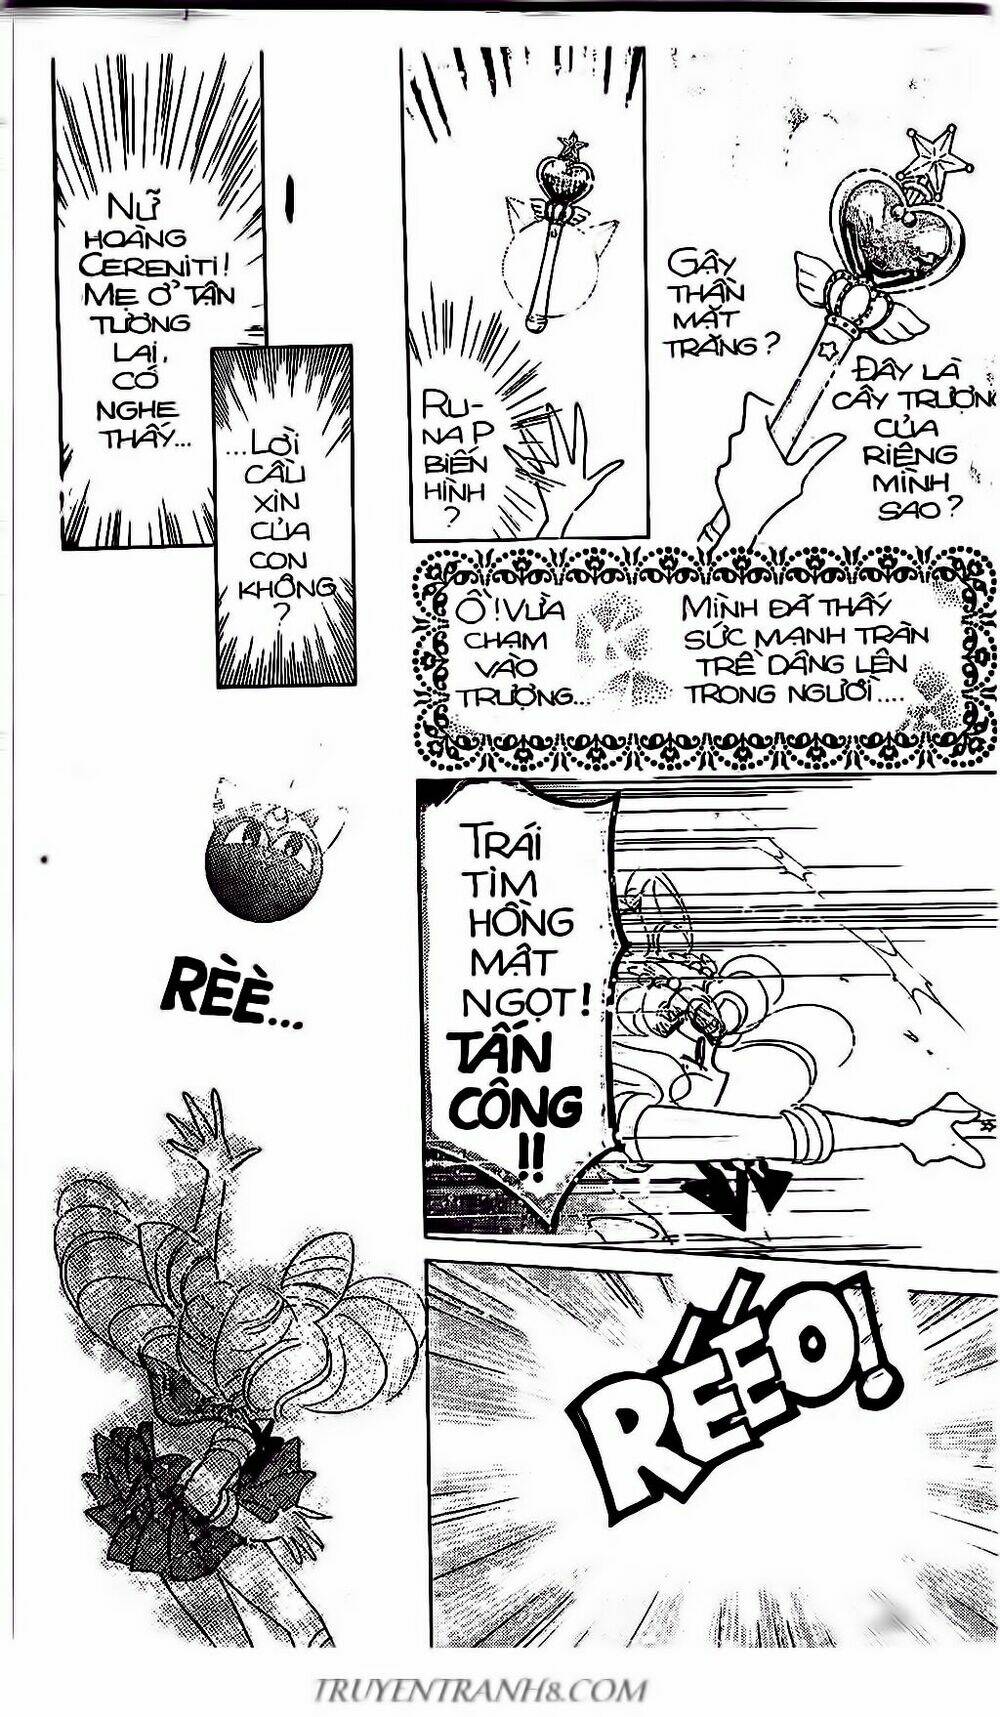 GẬY
THẦN
MẶT
TRĂNG?
ĐÂY LÀ
CÂY TRƯỢNG
CỦA
RIÊNG
MÌNH
SAO?
RU-
NA P
BIẾN
HÌNH
?
NỮ
HOÀNG
CERENITI!
MẸ Ở TẬN
TƯƠNG
LAI,
CÓ
NGHE
THẤY...
...LỜI
CẦU
XIN
CỦA
CON
KHÔNG
?
Ồ! VỪA
CHẠM
VÀO
TRƯỢNG...
MÌNH ĐÃ THẤY
SỨC MẠNH TRÀN
TRỀ DÂNG LÊN
TRONG NGƯỜI....
TRÁI
TIM
HỒNG
MẬT
NGỌT!
TẤN
CÔNG
!!
RÈÈ...
RÉÉO!
TRUYENTRANH8.COM